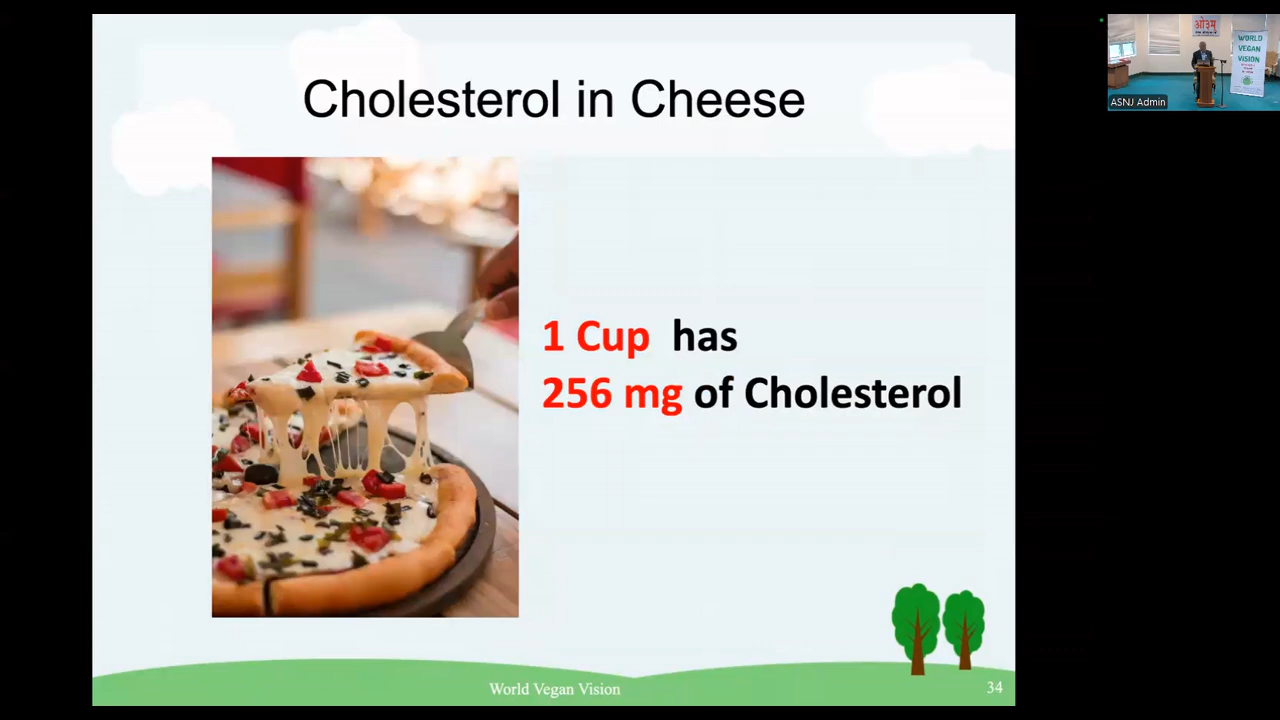 Cholesterol in Cheese
1 Cup has
256 mg of Cholesterol
World Vegan Vision
34
ओ३म्
WORLD
VEGAN
VISION
ASNJ Admin